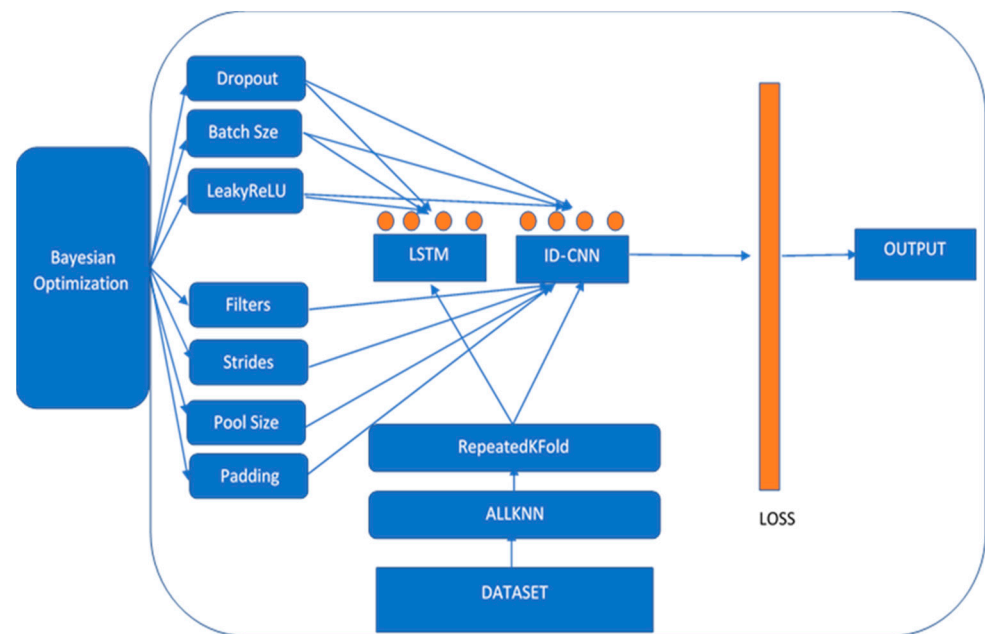 Bayesian
Optimization
Dropout
Batch Sze
LeakyReLU
Filters
Strides
Pool Size
Padding
LSTM
ID-CNN
RepeatedKFold
ALLKNN
DATASET
LOSS
OUTPUT